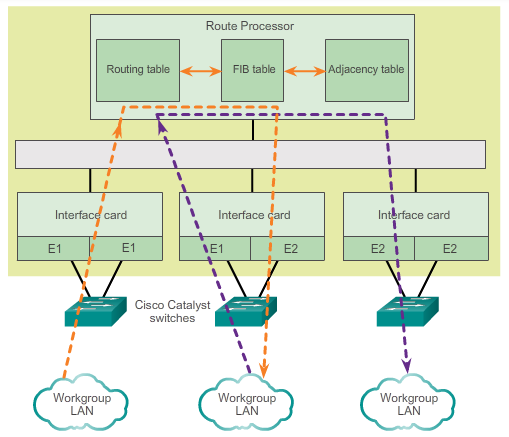 Route Processor
Routing table
FIB table
Adjacency table
Interface card
Interface card
Interface card
E1
E1
E1
E2
E2
E2
Cisco Catalyst
switches
Workgroup
LAN
Workgroup
LAN
Workgroup
LAN